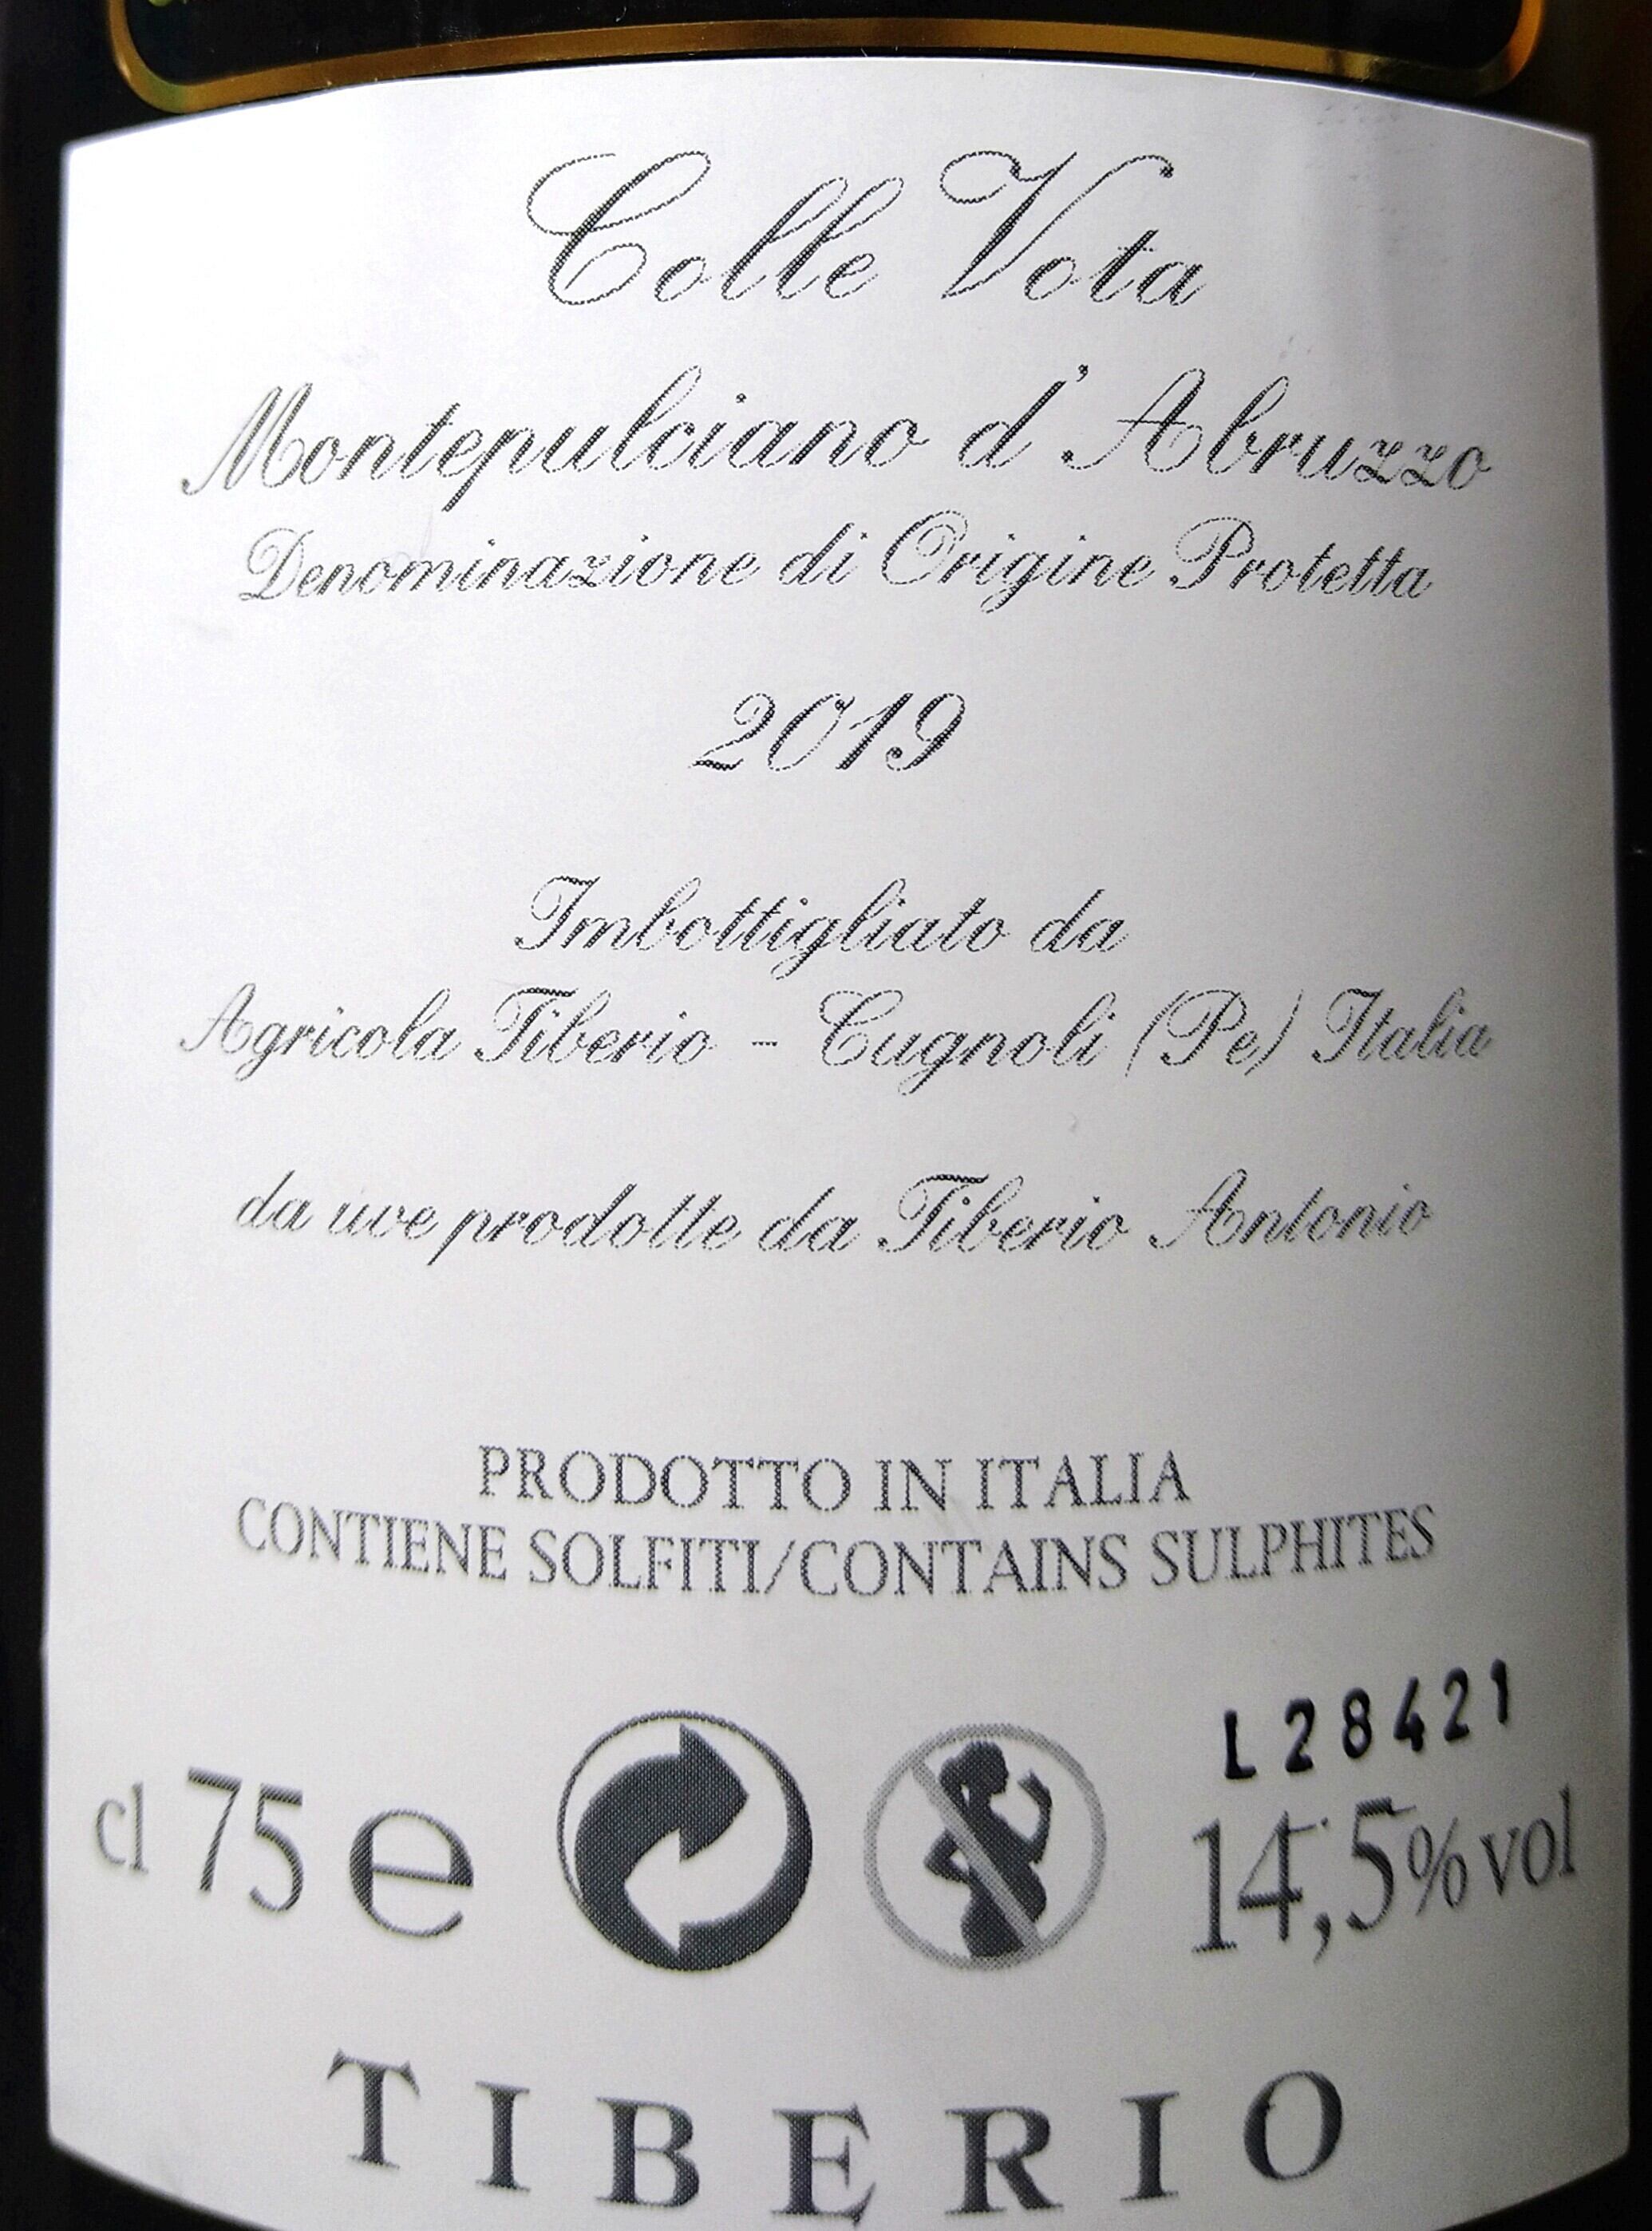 Colle Vota
Montepulciano d'Abruzzo
Denominazione di Origine Protetta
2019
Imbottigliato da
Agricola Tiberio - Cugnoli (Pe) Italia
da uve prodotte da Tiberio Antonio
PRODOTTO IN ITALIA
CONTIENE SOLFITI/CONTAINS SULPHITES
L28421
cl 75 e 14,5% vol
TIBERIO